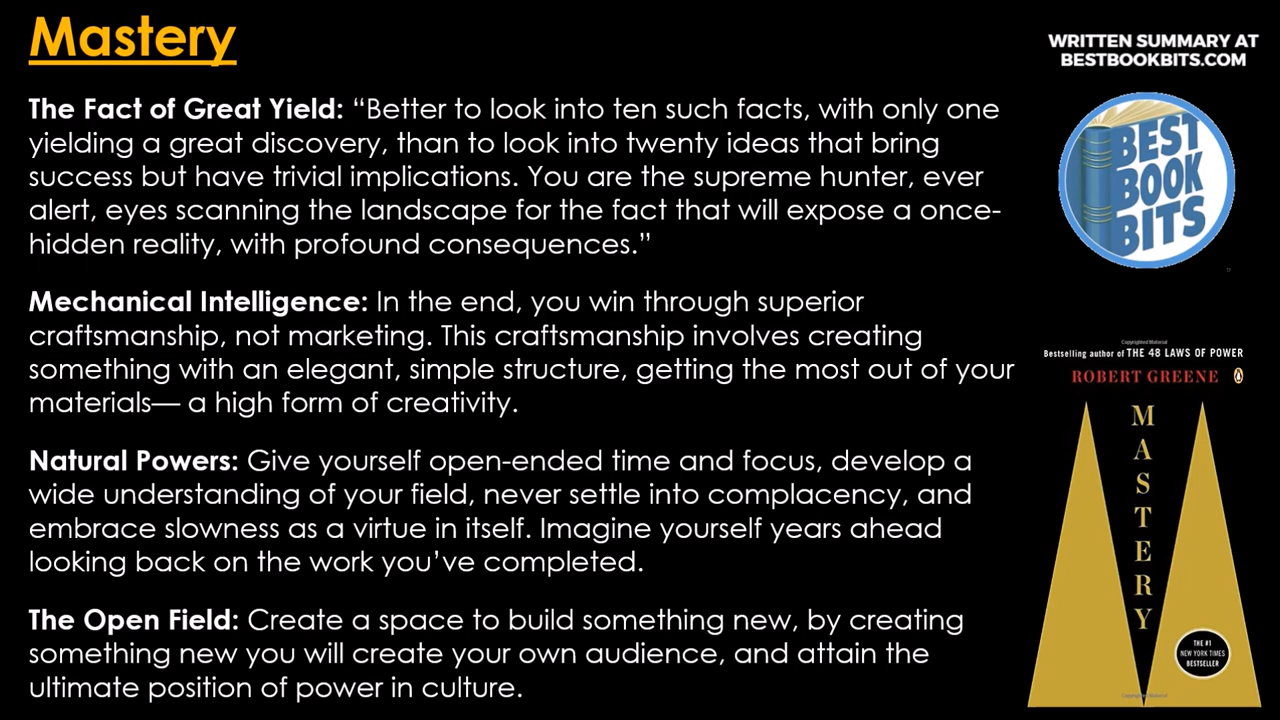 Mastery
The Fact of Great Yield: “Better to look into ten such facts, with only one
yielding a great discovery, than to look into twenty ideas that bring
success but have trivial implications. You are the supreme hunter, ever
alert, eyes scanning the landscape for the fact that will expose a once-
hidden reality, with profound consequences.”
Mechanical Intelligence: In the end, you win through superior
craftsmanship, not marketing. This craftsmanship involves creating
something with an elegant, simple structure, getting the most out of your
materials— a high form of creativity.
Natural Powers: Give yourself open-ended time and focus, develop a
wide understanding of your field, never settle into complacency, and
embrace slowness as a virtue in itself. Imagine yourself years ahead
looking back on the work you’ve completed.
The Open Field: Create a space to build something new, by creating
something new you will create your own audience, and attain the
ultimate position of power in culture.
WRITTEN SUMMARY AT
BESTBOOKBITS.COM
BEST
BOOK
BITS
Copyrighted Material
Bestselling author of THE 48 LAWS OF POWER
ROBERT GREENE
M
A
S
T
E
R
Y
THE #1
NEW YORK TIMES
BESTSELLER
Copyrighted Material